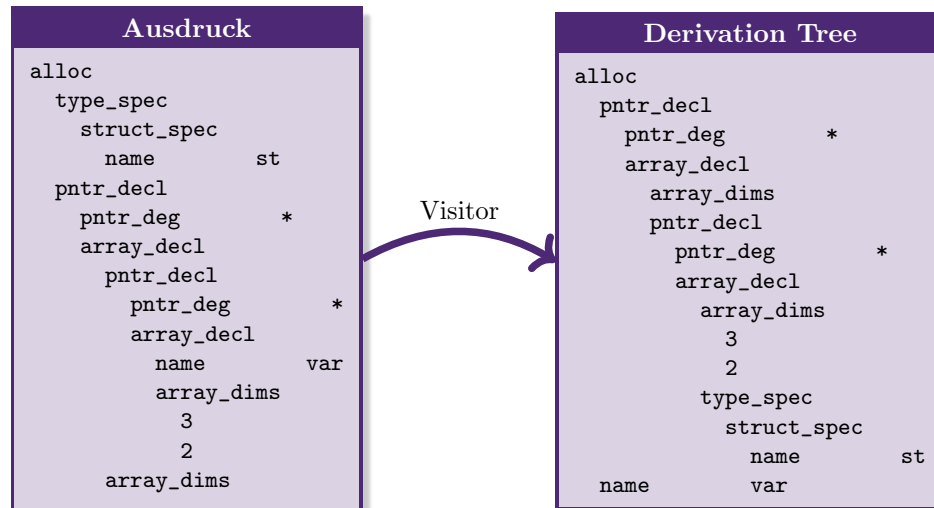 Ausdruck
alloc
  type_spec
    struct_spec
      name        st
  pntr_decl
    pntr_deg        *
    array_decl
      pntr_decl
        pntr_deg        *
        array_decl
          name        var
          array_dims
            3
            2
      array_dims
Visitor
Derivation Tree
alloc
  pntr_decl
    pntr_deg        *
    array_decl
      array_dims
      pntr_decl
        pntr_deg        *
        array_decl
          array_dims
            3
            2
          type_spec
            struct_spec
              name        st
  name        var